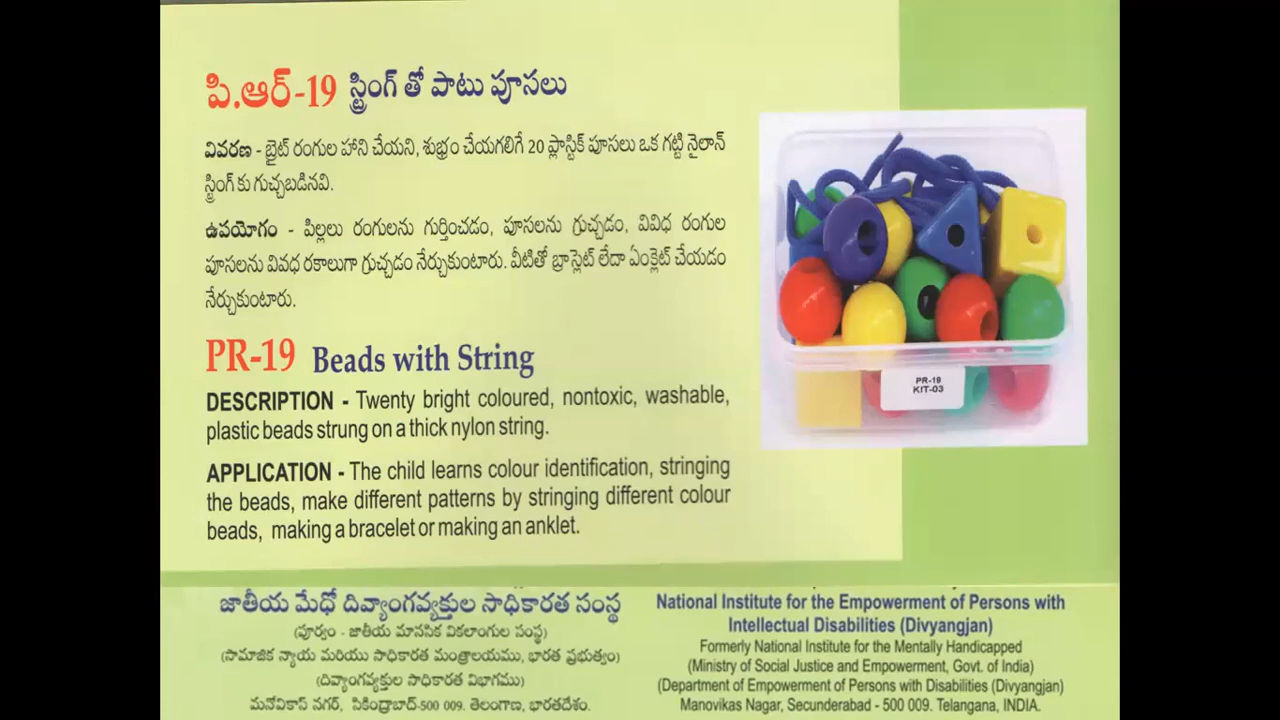 పి.ఆర్-19 స్ట్రింగ్ తో పాటు పూసలు
వివరణ - బ్రైట్ రంగుల హాని చేయని, శుభ్రం చేయగలిగే 20 ప్లాస్టిక్ పూసలు ఒక గట్టి నైలాన్
స్ట్రింగ్ కు గుచ్చబడినవి.
ఉపయోగం - పిల్లలు రంగులను గుర్తించడం, పూసలను గ్రుచ్చడం, వివిధ రంగుల
పూసలను వివధ రకాలుగా గ్రుచ్చడం నేర్చుకుంటారు. వీటితో బ్రాస్లెట్ లేదా ఏంక్లెట్ చేయడం
నేర్చుకుంటారు.
PR-19 Beads with String
DESCRIPTION - Twenty bright coloured, nontoxic, washable,
plastic beads strung on a thick nylon string.
APPLICATION - The child learns colour identification, stringing
the beads, make different patterns by stringing different colour
beads, making a bracelet or making an anklet.
PR-19
KIT-03
జాతీయ మేధో దివ్యాంగవ్యక్తుల సాధికారత సంస్థ
(పూర్వం - జాతీయ మానసిక వికలాంగుల సంస్థ)
(సామాజిక న్యాయ మరియు సాధికారత మంత్రాలయము, భారత ప్రభుత్వం)
(దివ్యాంగవ్యక్తుల సాధికారత విభాగము)
మనోవికాస్ నగర్, సికింద్రాబాద్-500 009. తెలంగాణ, భారతదేశం.
National Institute for the Empowerment of Persons with
Intellectual Disabilities (Divyangjan)
Formerly National Institute for the Mentally Handicapped
(Ministry of Social Justice and Empowerment, Govt. of India)
(Department of Empowerment of Persons with Disabilities (Divyangjan)
Manovikas Nagar, Secunderabad - 500 009. Telangana, INDIA.